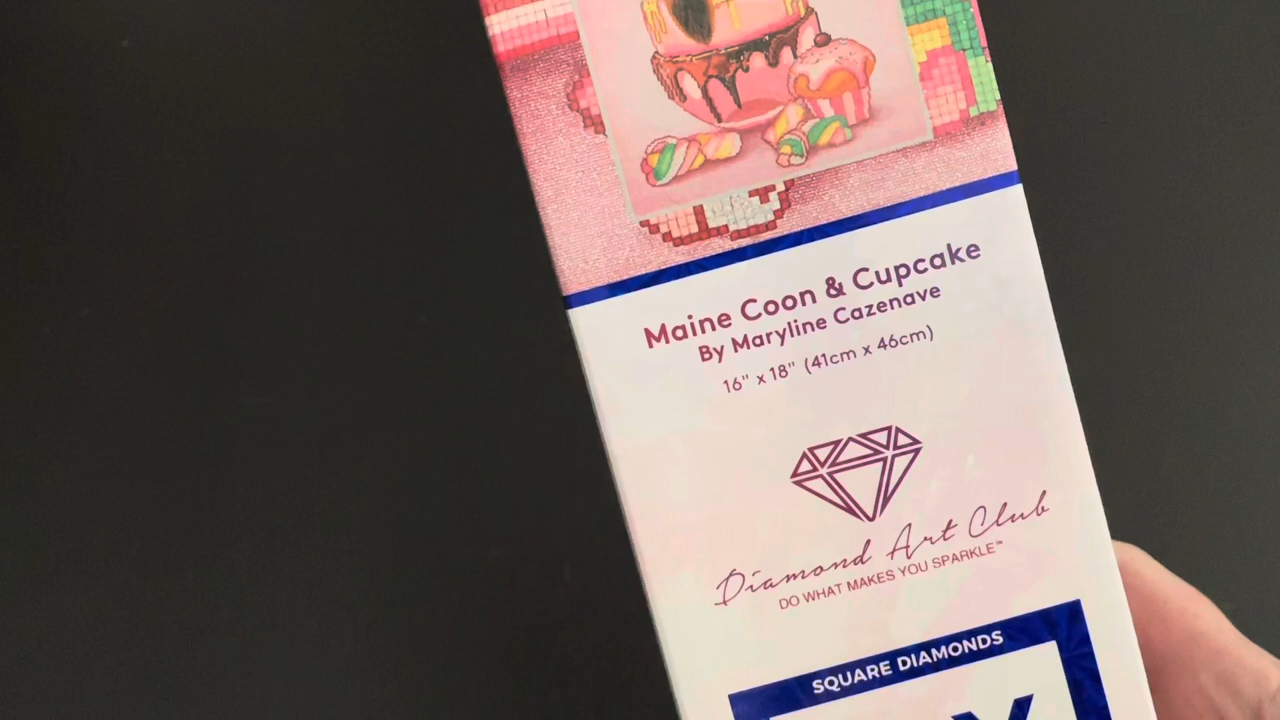 Maine Coon & Cupcake
By Maryline Cazenave
16" x 18" (41cm x 46cm)
Diamond Art Club
DO WHAT MAKES YOU SPARKLE™
SQUARE DIAMONDS